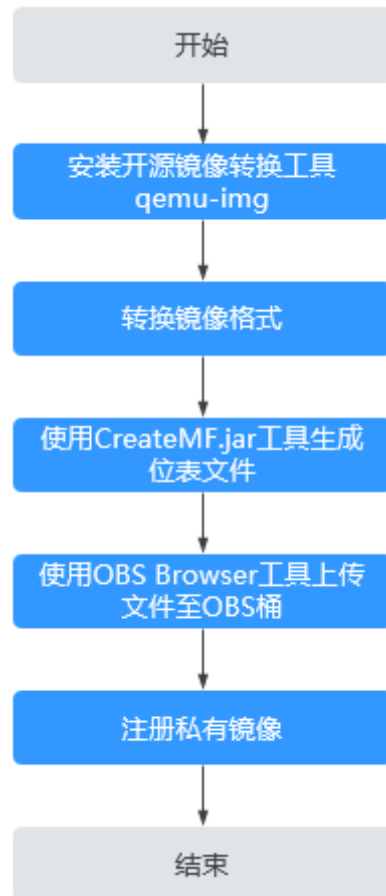 开始
安装开源镜像转换工具
qemu-img
转换镜像格式
使用CreateMF.jar工具生成
位表文件
使用OBS Browser工具上传
文件至OBS桶
注册私有镜像
结束